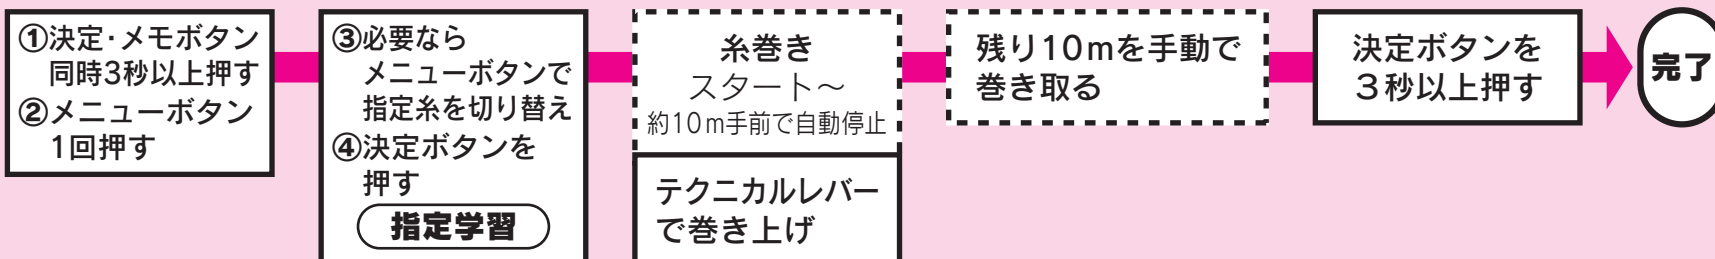 ①決定・メモボタン
同時3秒以上押す
②メニューボタン
1回押す
③必要なら
メニューボタンで
指定糸を切り替え
④決定ボタンを
押す
指定学習
糸巻き
スタート〜
約10m手前で自動停止
テクニカルレバー
で巻き上げ
残り10mを手動で
巻き取る
決定ボタンを
3秒以上押す
完了